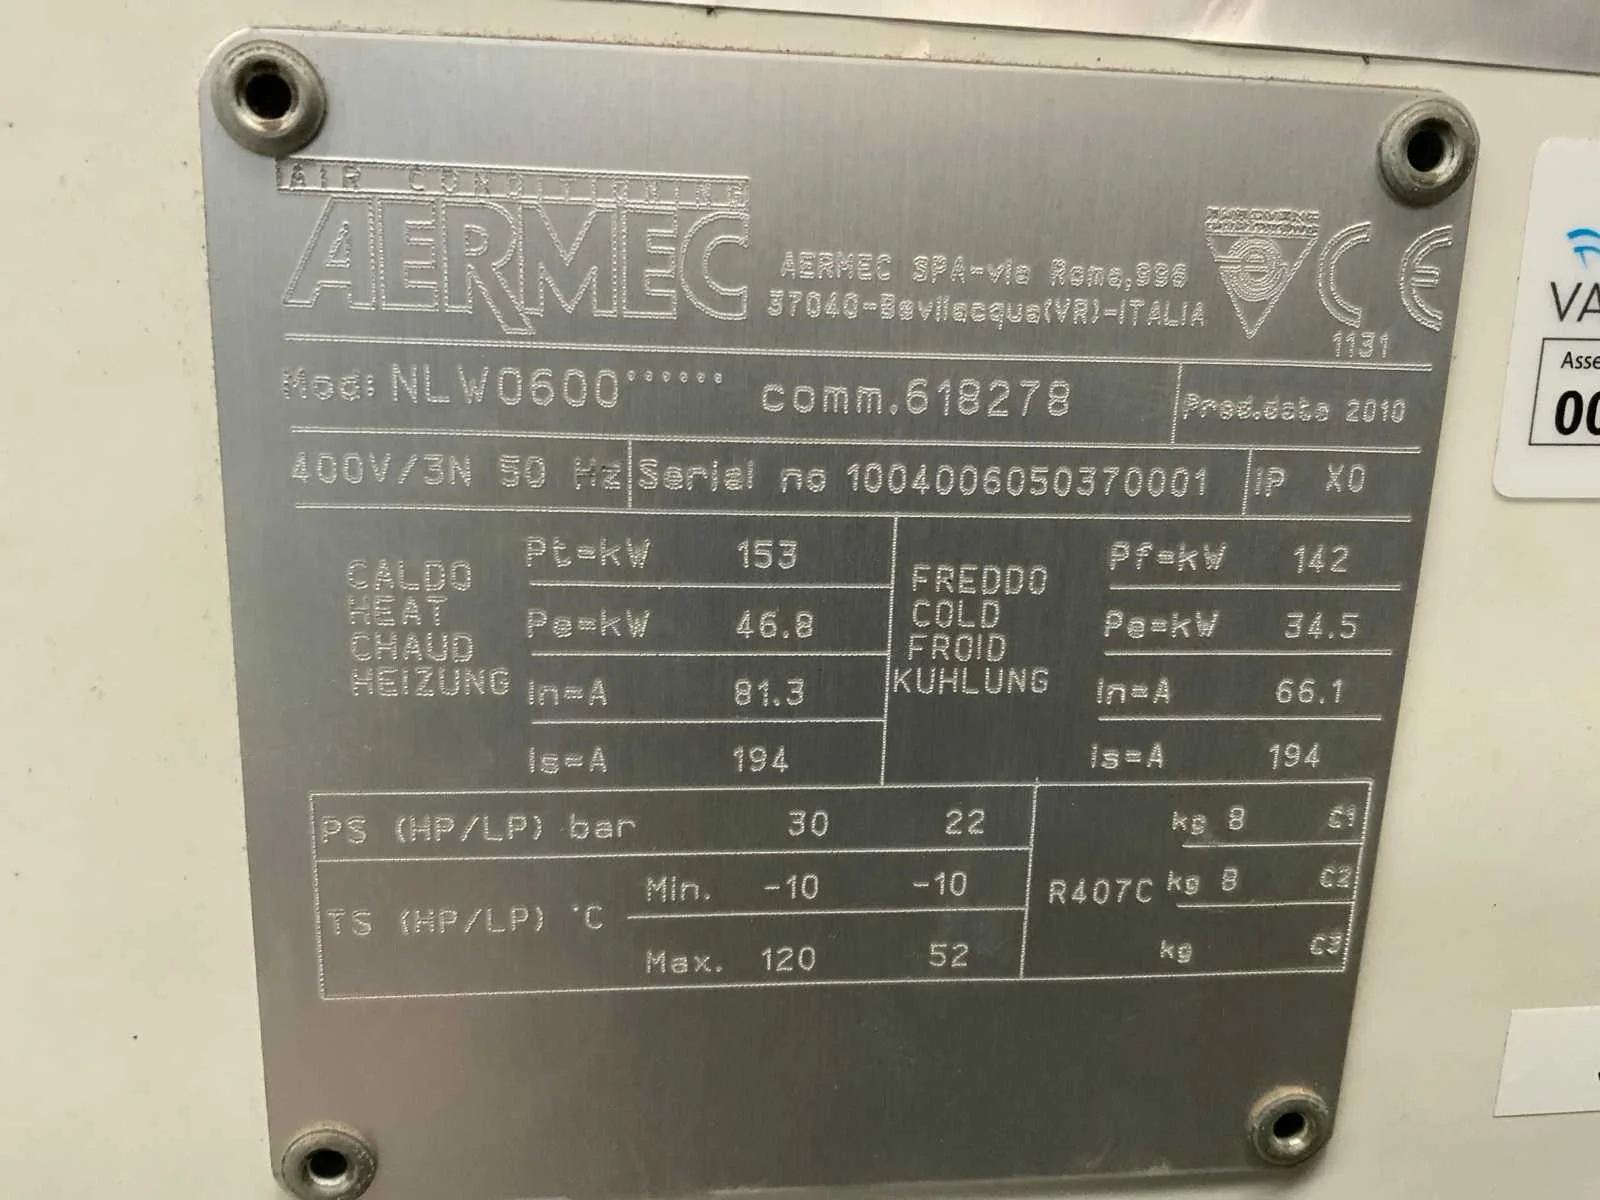 AIR CONDITIONING
AERMEC
AERMEC SPA-via Roma,996
37040-Bevilacqua(VR)-ITALIA
CE
1131
Mod: NLW0600°°°°°° comm.618278 Prod.date 2010
400V/3N 50 Hz Serial no 1004006050370001 IP X0
CALDO
HEAT
CHAUD
HEIZUNG
Pt=kW 153
Pe=kW 46.8
In=A 81.3
Is=A 194
FREDDO
COLD
FROID
KUHLUNG
Pf=kW 142
Pe=kW 34.5
In=A 66.1
Is=A 194
PS (HP/LP) bar 30 22
TS (HP/LP) °C
Min. -10 -10
Max. 120 52
R407C
kg 8 C1
kg 8 C2
kg C3
VA
Asse
00